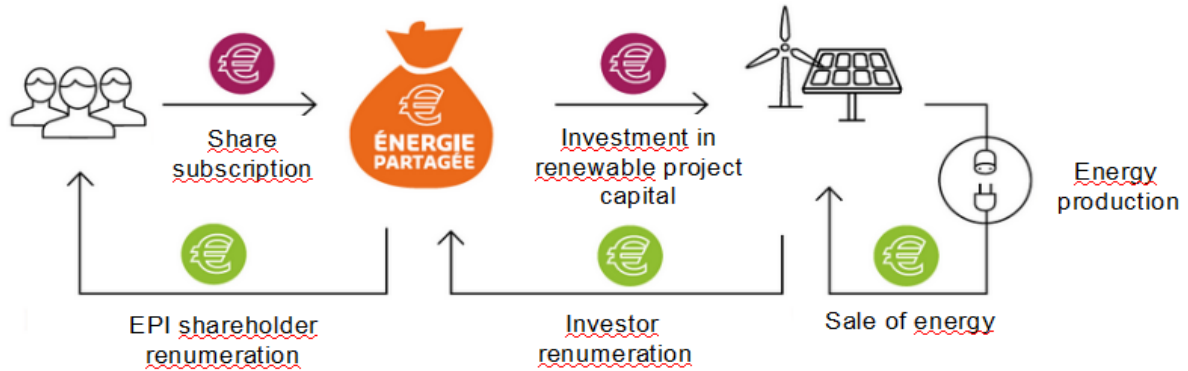 Share
subscription
ÉNERGIE
PARTAGÉE
Investment in
renewable project
capital
Energy
production
EPI shareholder
renumeration
Investor
renumeration
Sale of energy